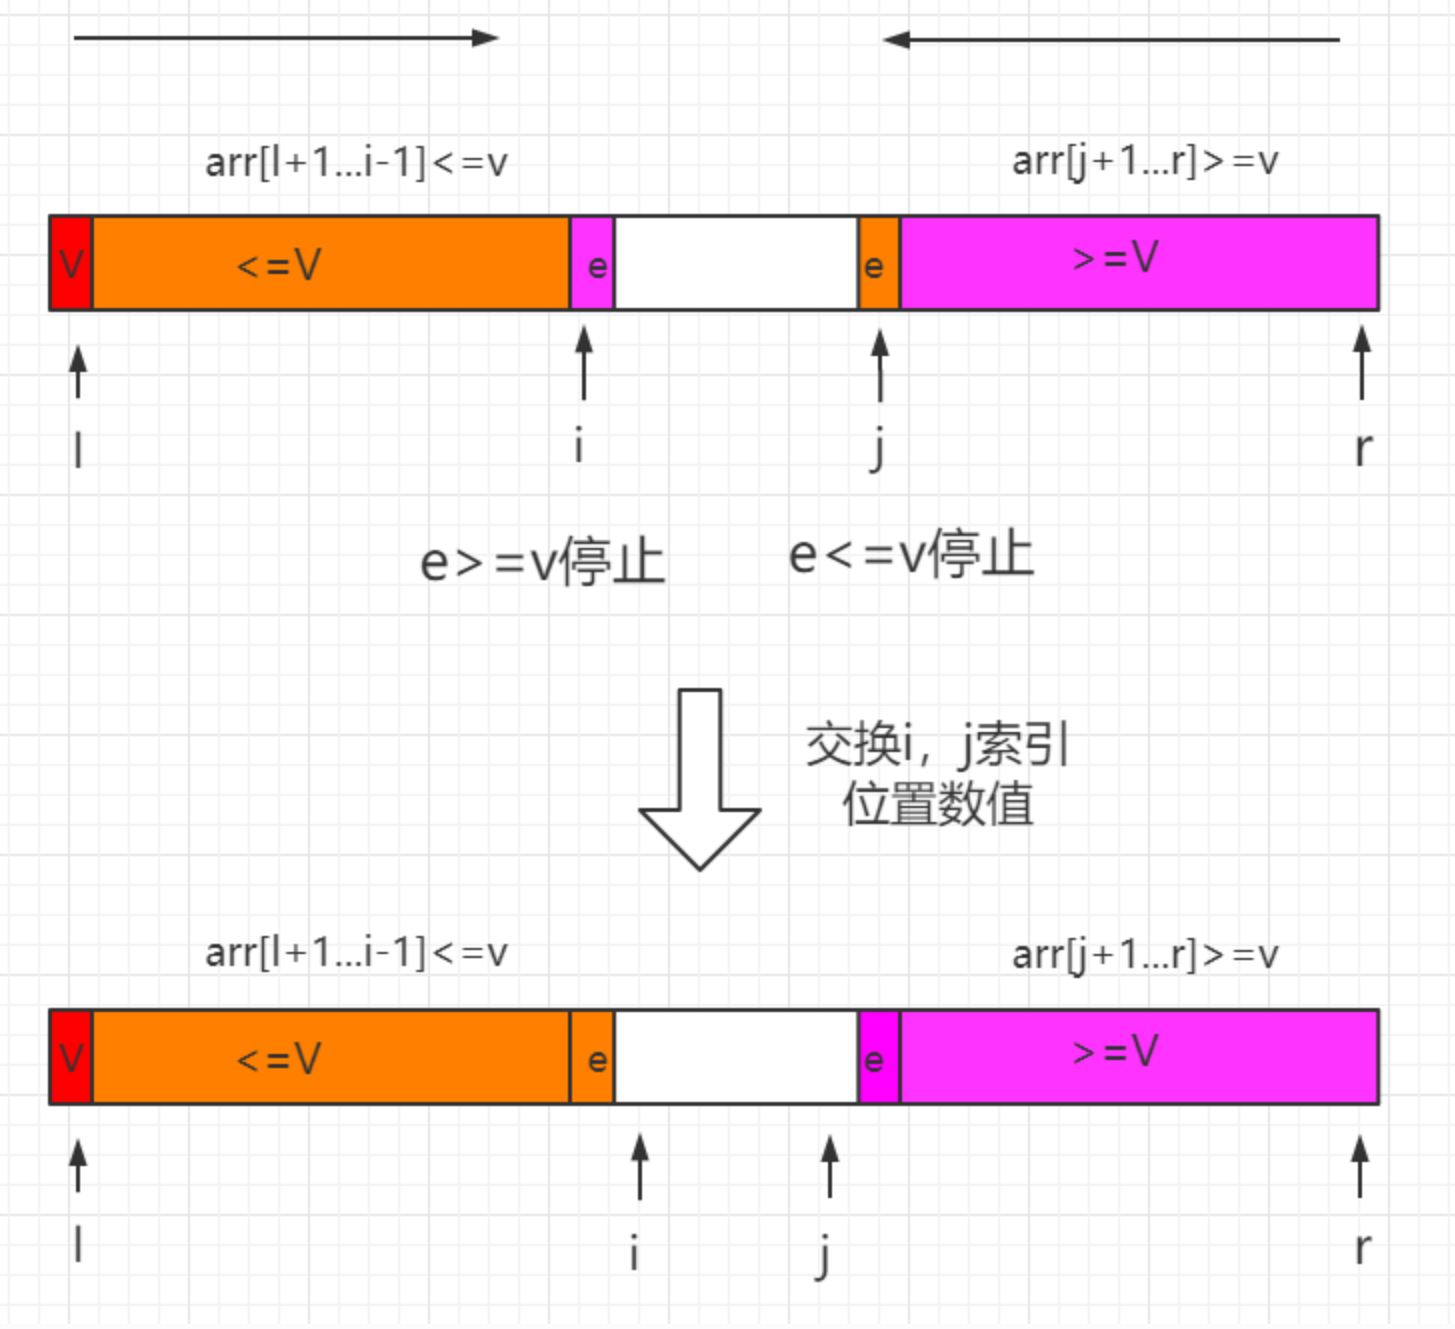 arr[l+1...i-1]<=v
arr[j+1...r]>=v
V
<=V
e
e
>=V
l
i
j
r
e>=v停止
e<=v停止
交换i，j索引
位置数值
arr[l+1...i-1]<=v
arr[j+1...r]>=v
V
<=V
e
e
>=V
l
i
j
r